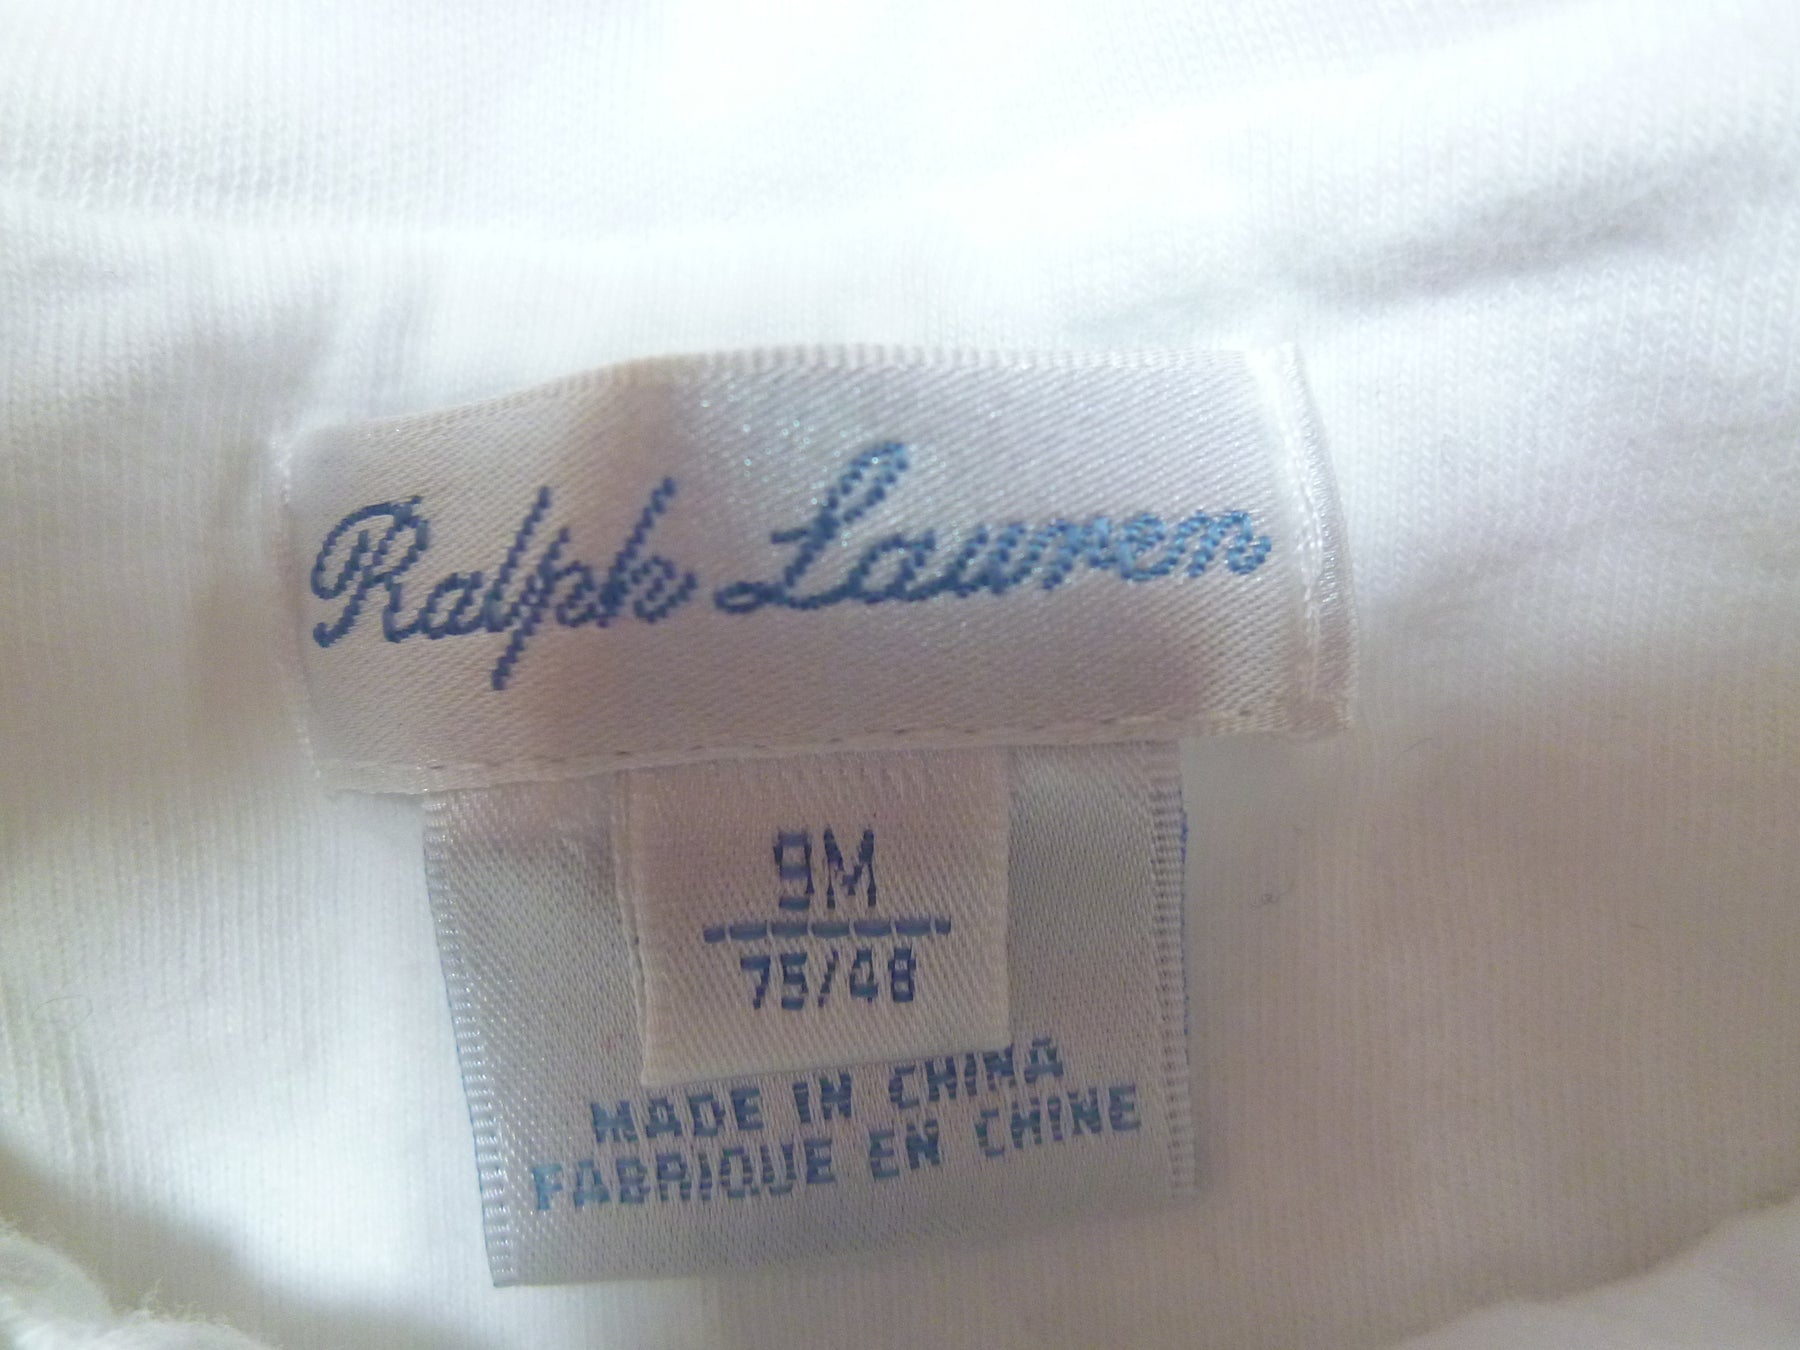 Ralph Lauren
9M
75/48
MADE IN CHINA
FABRIQUE EN CHINE